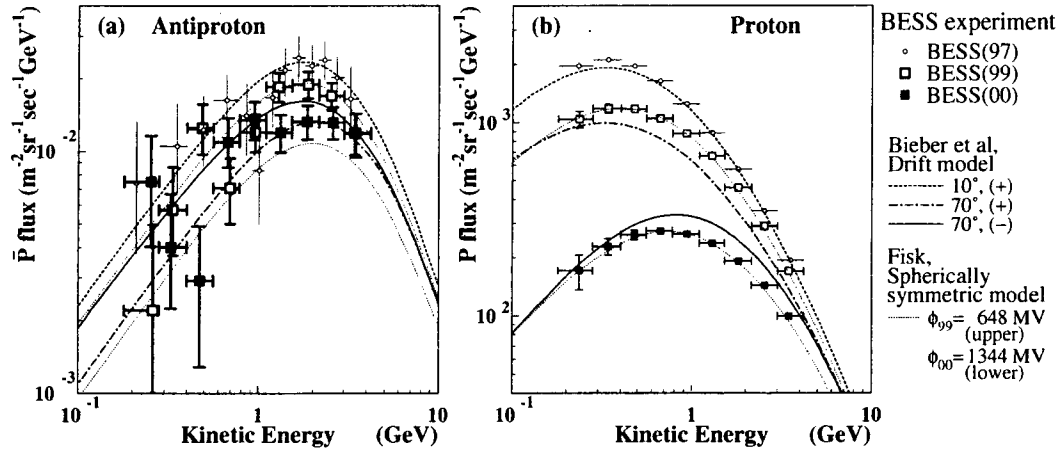 (a) Antiproton
P̄ flux (m⁻²sr⁻¹sec⁻¹GeV⁻¹)
10⁻²
10⁻³
10⁻¹ 1 10
Kinetic Energy (GeV)
(b) Proton
P flux (m⁻²sr⁻¹sec⁻¹GeV⁻¹)
10³
10²
10⁻¹ 1 10
Kinetic Energy (GeV)
BESS experiment
BESS(97)
BESS(99)
BESS(00)
Bieber et al,
Drift model
10°, (+)
70°, (+)
70°, (−)
Fisk,
Spherically
symmetric model
ϕ₉₉= 648 MV
(upper)
ϕ₀₀= 1344 MV
(lower)